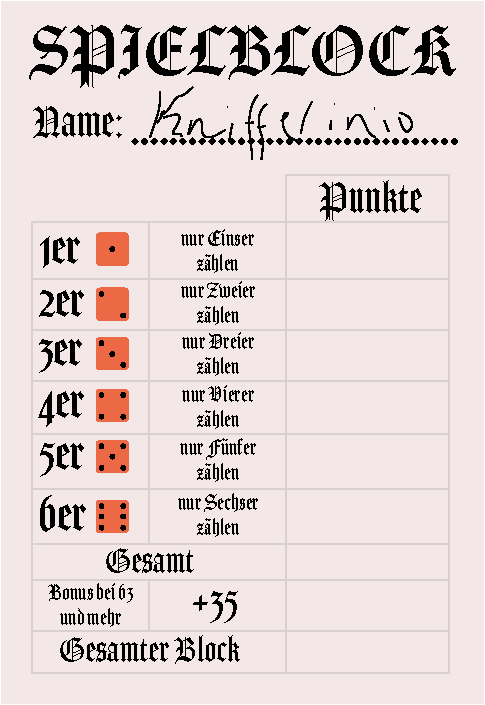 SPIELBLOCK
Name: Kniffelinio
Punkte
1er nur Einser
zählen
2er nur Zweier
zählen
3er nur Dreier
zählen
4er nur Vierer
zählen
5er nur Fünfer
zählen
6er nur Sechser
zählen
Gesamt
Bonus bei 63
und mehr
+35
Gesamter Block